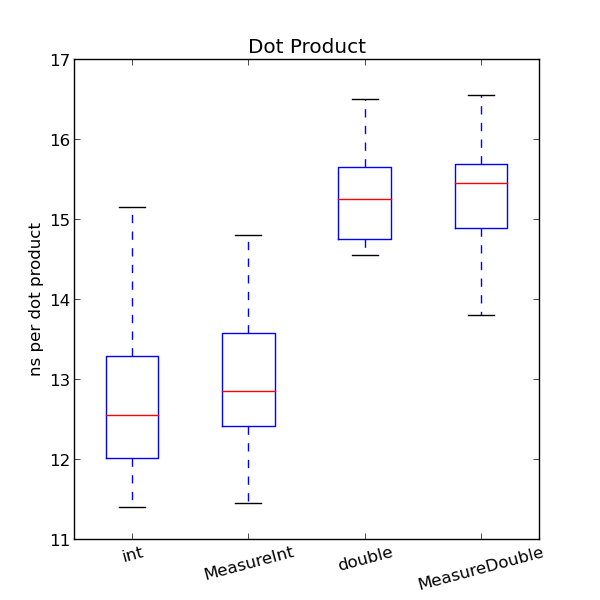 Dot Product
17
16
15
14
13
12
11
ns per dot product
int
MeasureInt
double
MeasureDouble